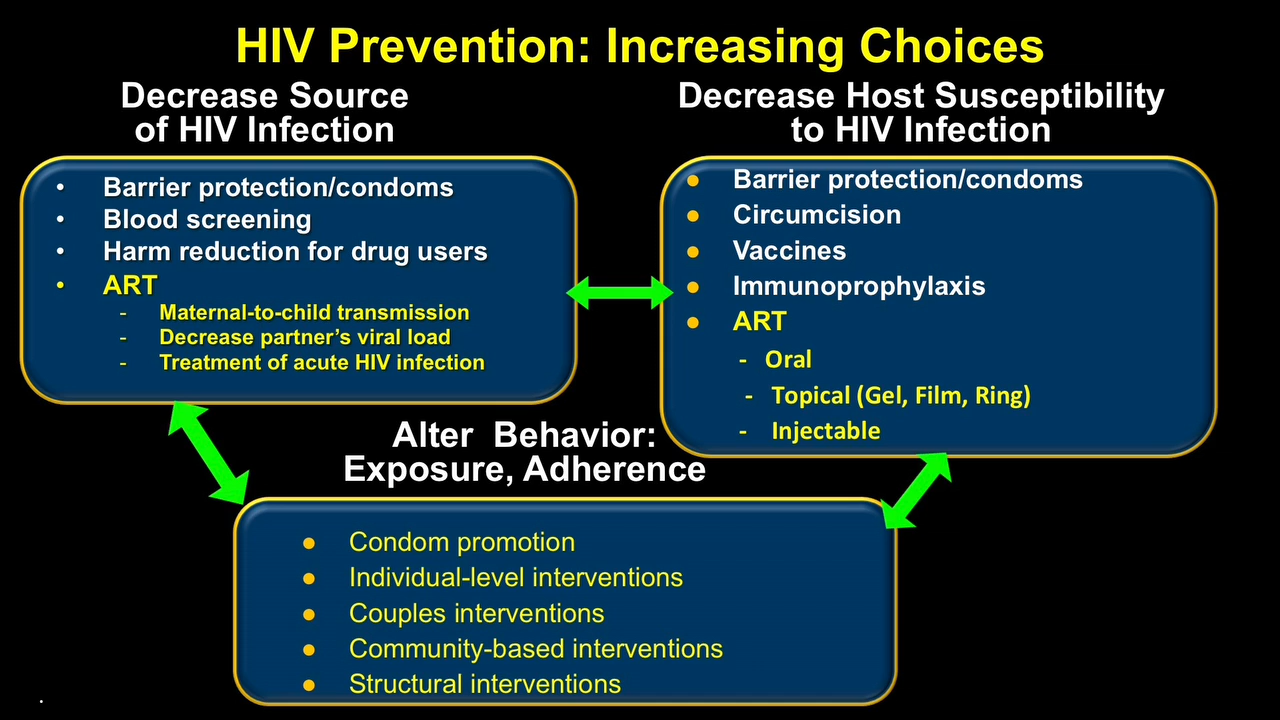 HIV Prevention: Increasing Choices
Decrease Source
of HIV Infection
• Barrier protection/condoms
• Blood screening
• Harm reduction for drug users
• ART
- Maternal-to-child transmission
- Decrease partner’s viral load
- Treatment of acute HIV infection
Decrease Host Susceptibility
to HIV Infection
• Barrier protection/condoms
• Circumcision
• Vaccines
• Immunoprophylaxis
• ART
- Oral
- Topical (Gel, Film, Ring)
- Injectable
Alter Behavior:
Exposure, Adherence
• Condom promotion
• Individual-level interventions
• Couples interventions
• Community-based interventions
• Structural interventions
.